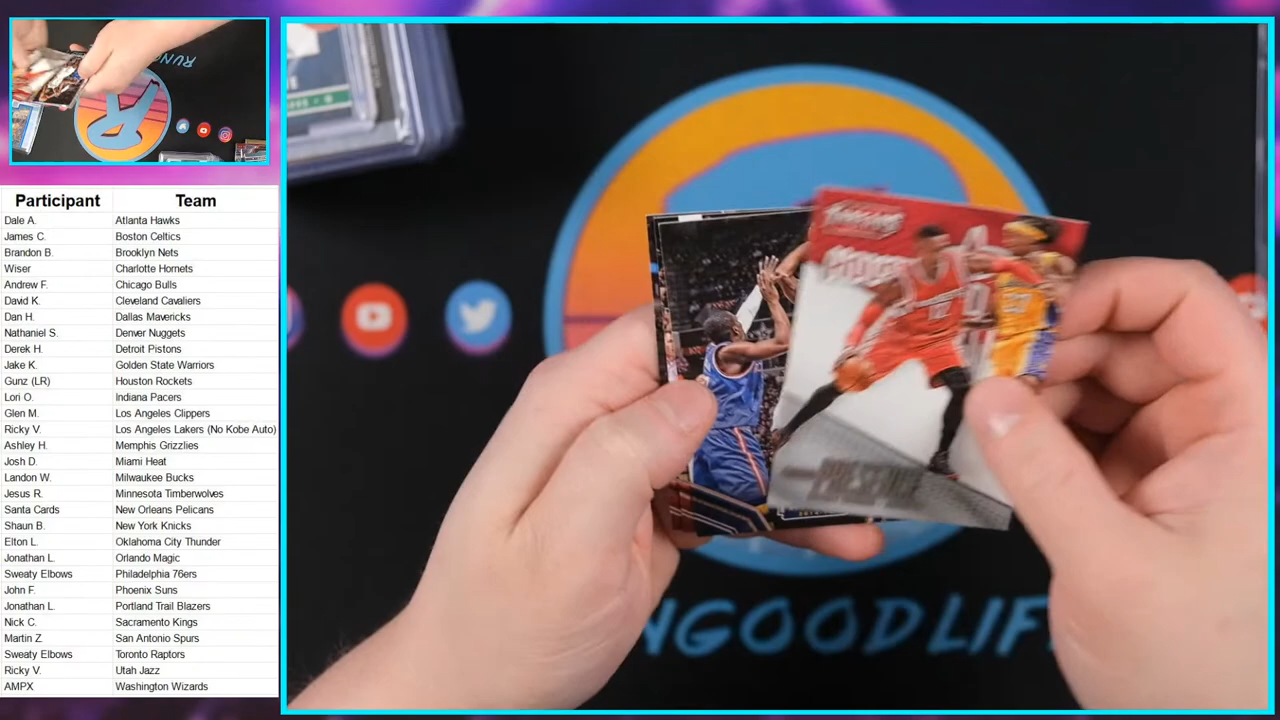 Participant Team
Dale A. Atlanta Hawks
James C. Boston Celtics
Brandon B. Brooklyn Nets
Wiser Charlotte Hornets
Andrew F. Chicago Bulls
David K. Cleveland Cavaliers
Dan H. Dallas Mavericks
Nathaniel S. Denver Nuggets
Derek H. Detroit Pistons
Jake K. Golden State Warriors
Gunz (LR) Houston Rockets
Lori O. Indiana Pacers
Glen M. Los Angeles Clippers
Ricky V. Los Angeles Lakers (No Kobe Auto)
Ashley H. Memphis Grizzlies
Josh D. Miami Heat
Landon W. Milwaukee Bucks
Jesus R. Minnesota Timberwolves
Santa Cards New Orleans Pelicans
Shaun B. New York Knicks
Elton L. Oklahoma City Thunder
Jonathan L. Orlando Magic
Sweaty Elbows Philadelphia 76ers
John F. Phoenix Suns
Jonathan L. Portland Trail Blazers
Nick C. Sacramento Kings
Martin Z. San Antonio Spurs
Sweaty Elbows Toronto Raptors
Ricky V. Utah Jazz
AMPX Washington Wizards
NGOOD LIF